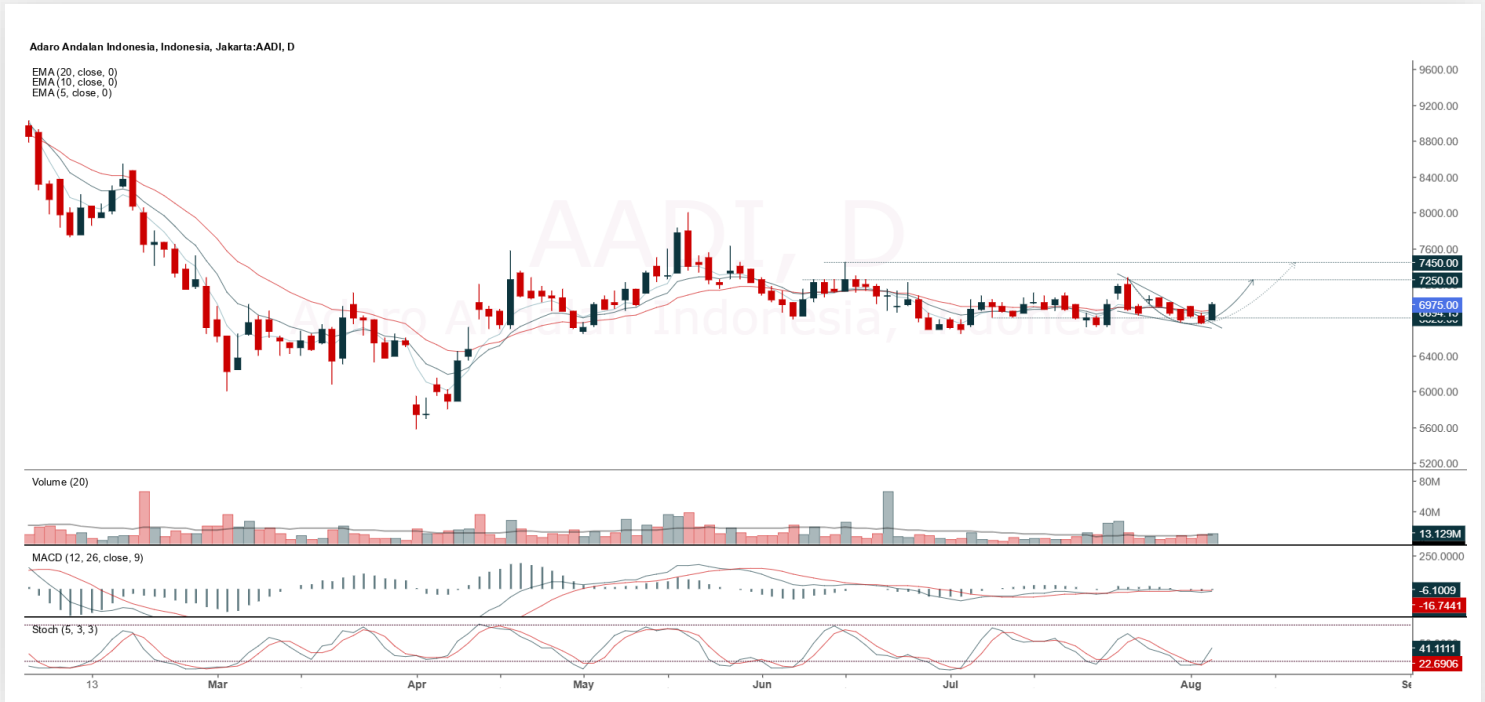 Adaro Andalan Indonesia, Indonesia, Jakarta:AADI, D
EMA (20, close, 0)
EMA (10, close, 0)
EMA (5, close, 0)
AADI, D
Adaro Andalan Indonesia, Indonesia
9600.00
9200.00
8800.00
8400.00
8000.00
7600.00
7450.00
7250.00
6975.00
6400.00
6000.00
5600.00
5200.00
Volume (20)
80M
40M
13.129M
MACD (12, 26, close, 9)
250.0000
-6.1009
-16.7441
Stoch (5, 3, 3)
41.1111
22.6906
13 Mar Apr May Jun Jul Aug